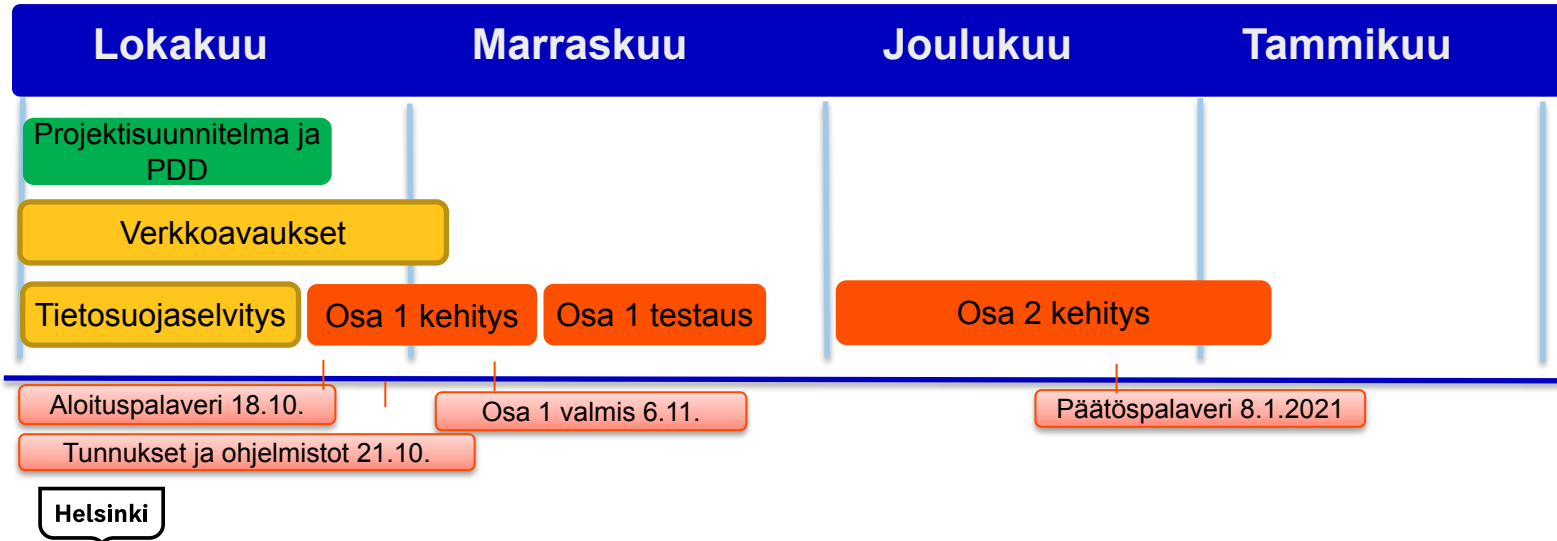 Lokakuu Marraskuu Joulukuu Tammikuu
Projektisuunnitelma ja
PDD
Verkkoavaukset
Tietosuojaselvitys Osa 1 kehitys Osa 1 testaus Osa 2 kehitys
Aloituspalaveri 18.10. Osa 1 valmis 6.11. Päätöspalaveri 8.1.2021
Tunnukset ja ohjelmistot 21.10.
Helsinki